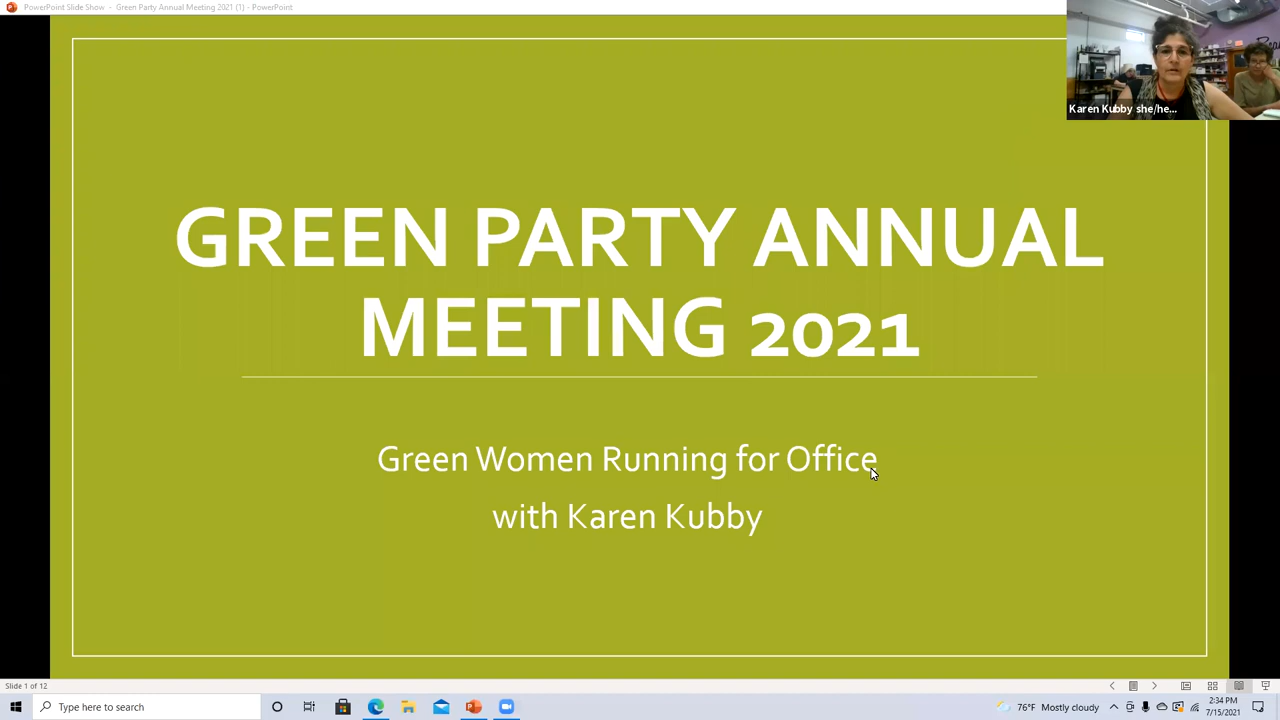 PowerPoint Slide Show - Green Party Annual Meeting 2021 (1) - PowerPoint
Karen Kubby she/he...
GREEN PARTY ANNUAL
MEETING 2021
Green Women Running for Office
with Karen Kubby
Slide 1 of 12
Type here to search
76°F Mostly cloudy
2:34 PM
7/15/2021